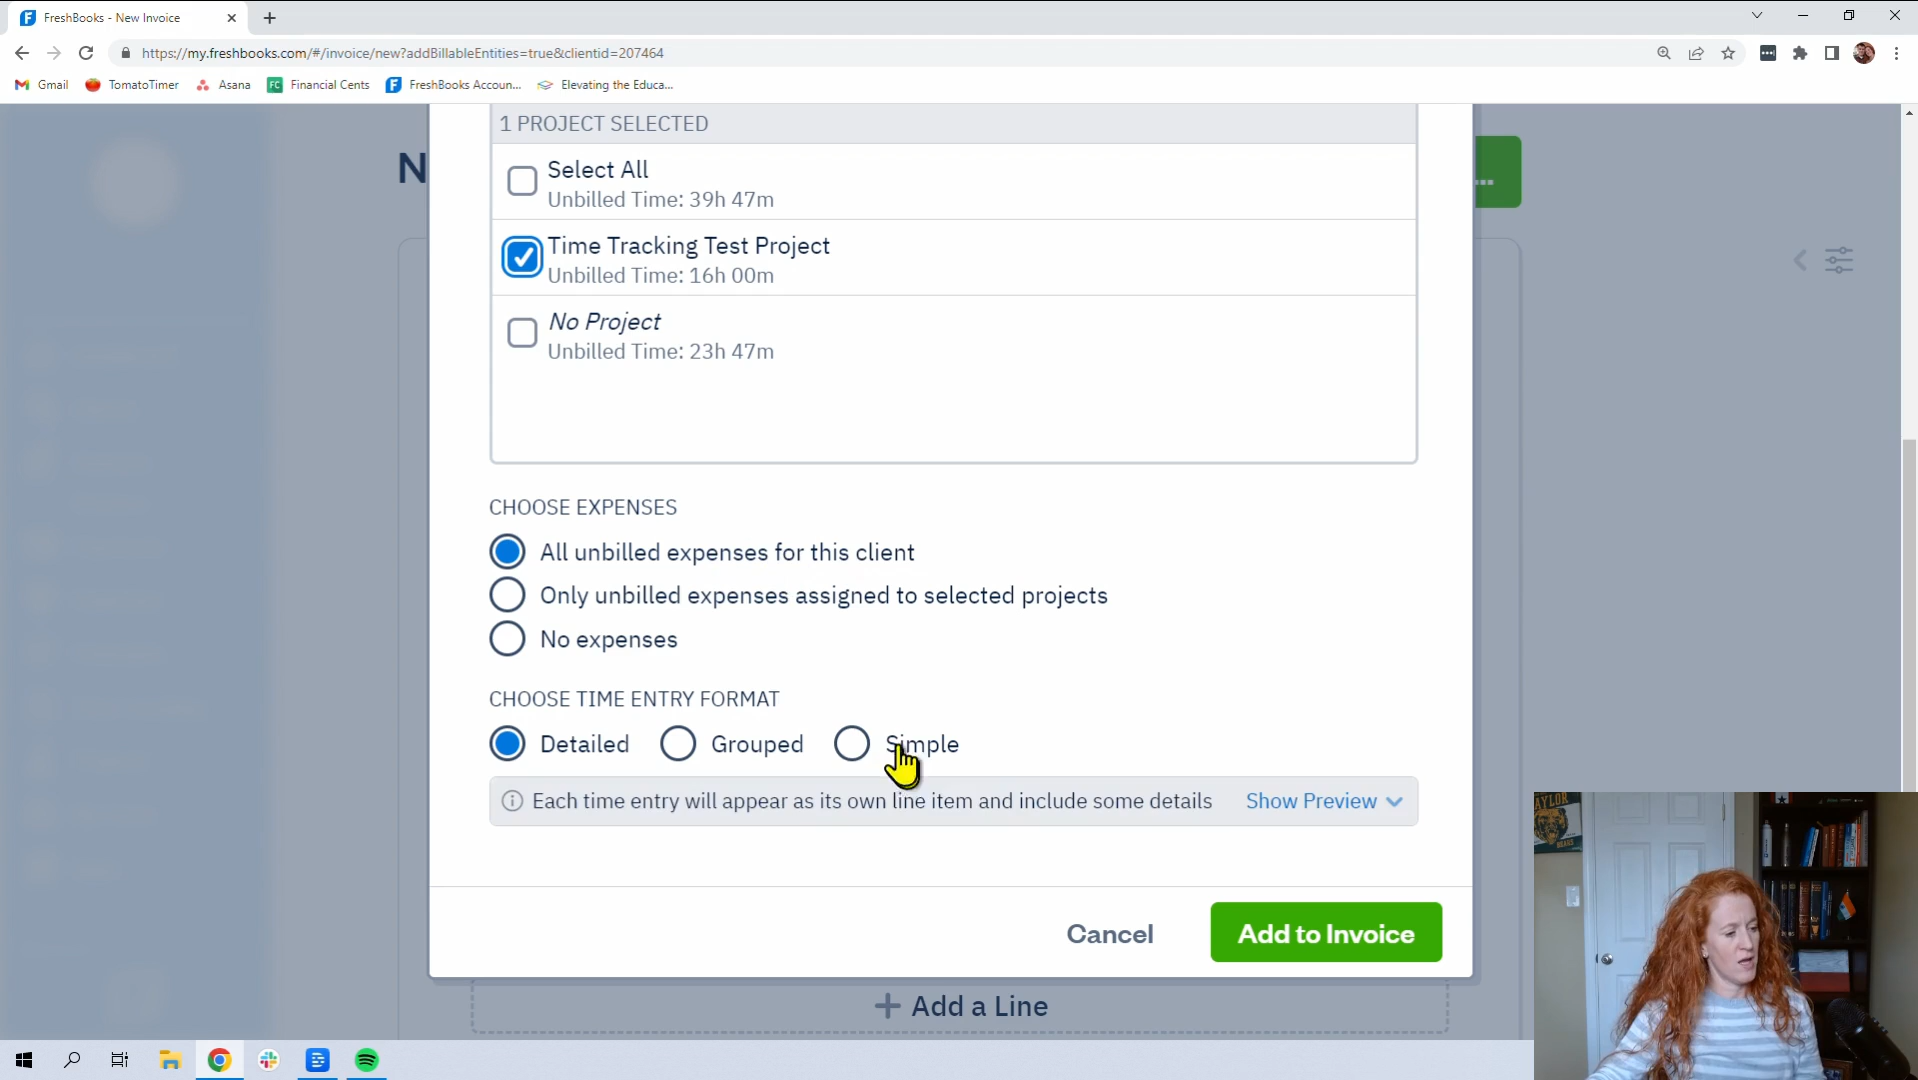 FreshBooks - New Invoice
https://my.freshbooks.com/#/invoice/new?addBillableEntities=true&clientid=207464
Gmail
TomatoTimer
Asana
FC Financial Cents
FreshBooks Accoun...
Elevating the Educa...
N
...
1 PROJECT SELECTED
Select All
Unbilled Time: 39h 47m
Time Tracking Test Project
Unbilled Time: 16h 00m
No Project
Unbilled Time: 23h 47m
CHOOSE EXPENSES
All unbilled expenses for this client
Only unbilled expenses assigned to selected projects
No expenses
CHOOSE TIME ENTRY FORMAT
Detailed
Grouped
Simple
Each time entry will appear as its own line item and include some details
Show Preview
Cancel
Add to Invoice
+ Add a Line
BEARS